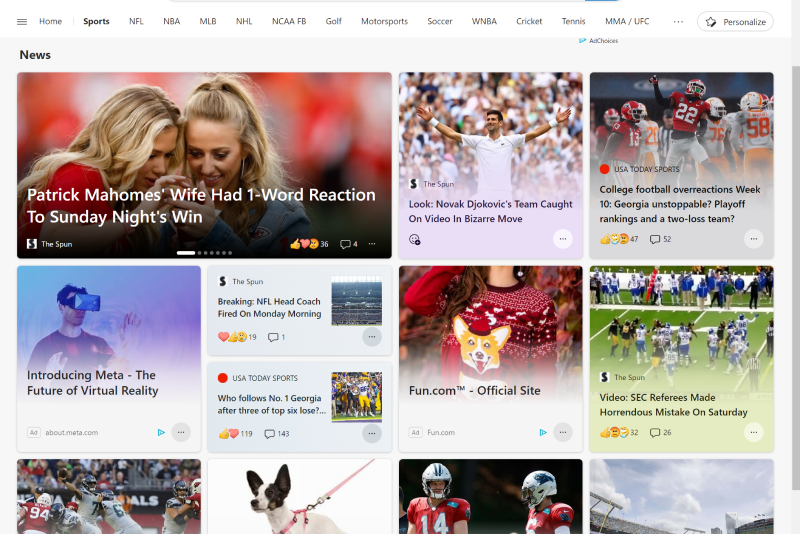 Home
Sports
NFL
NBA
MLB
NHL
NCAA FB
Golf
Motorsports
Soccer
WNBA
Cricket
Tennis
MMA / UFC
Personalize
AdChoices
News
Patrick Mahomes' Wife Had 1-Word Reaction
To Sunday Night's Win
The Spun
36
4
The Spun
Look: Novak Djokovic's Team Caught
On Video In Bizarre Move
22
13
76
58
USA TODAY SPORTS
College football overreactions Week
10: Georgia unstoppable? Playoff
rankings and a two-loss team?
47
52
Introducing Meta - The
Future of Virtual Reality
Ad
about.meta.com
The Spun
Breaking: NFL Head Coach
Fired On Monday Morning
19
1
USA TODAY SPORTS
Who follows No. 1 Georgia
after three of top six lose?...
119
143
Fun.com™ - Official Site
Ad
Fun.com
The Spun
Video: SEC Referees Made
Horrendous Mistake On Saturday
32
26
94
7
14